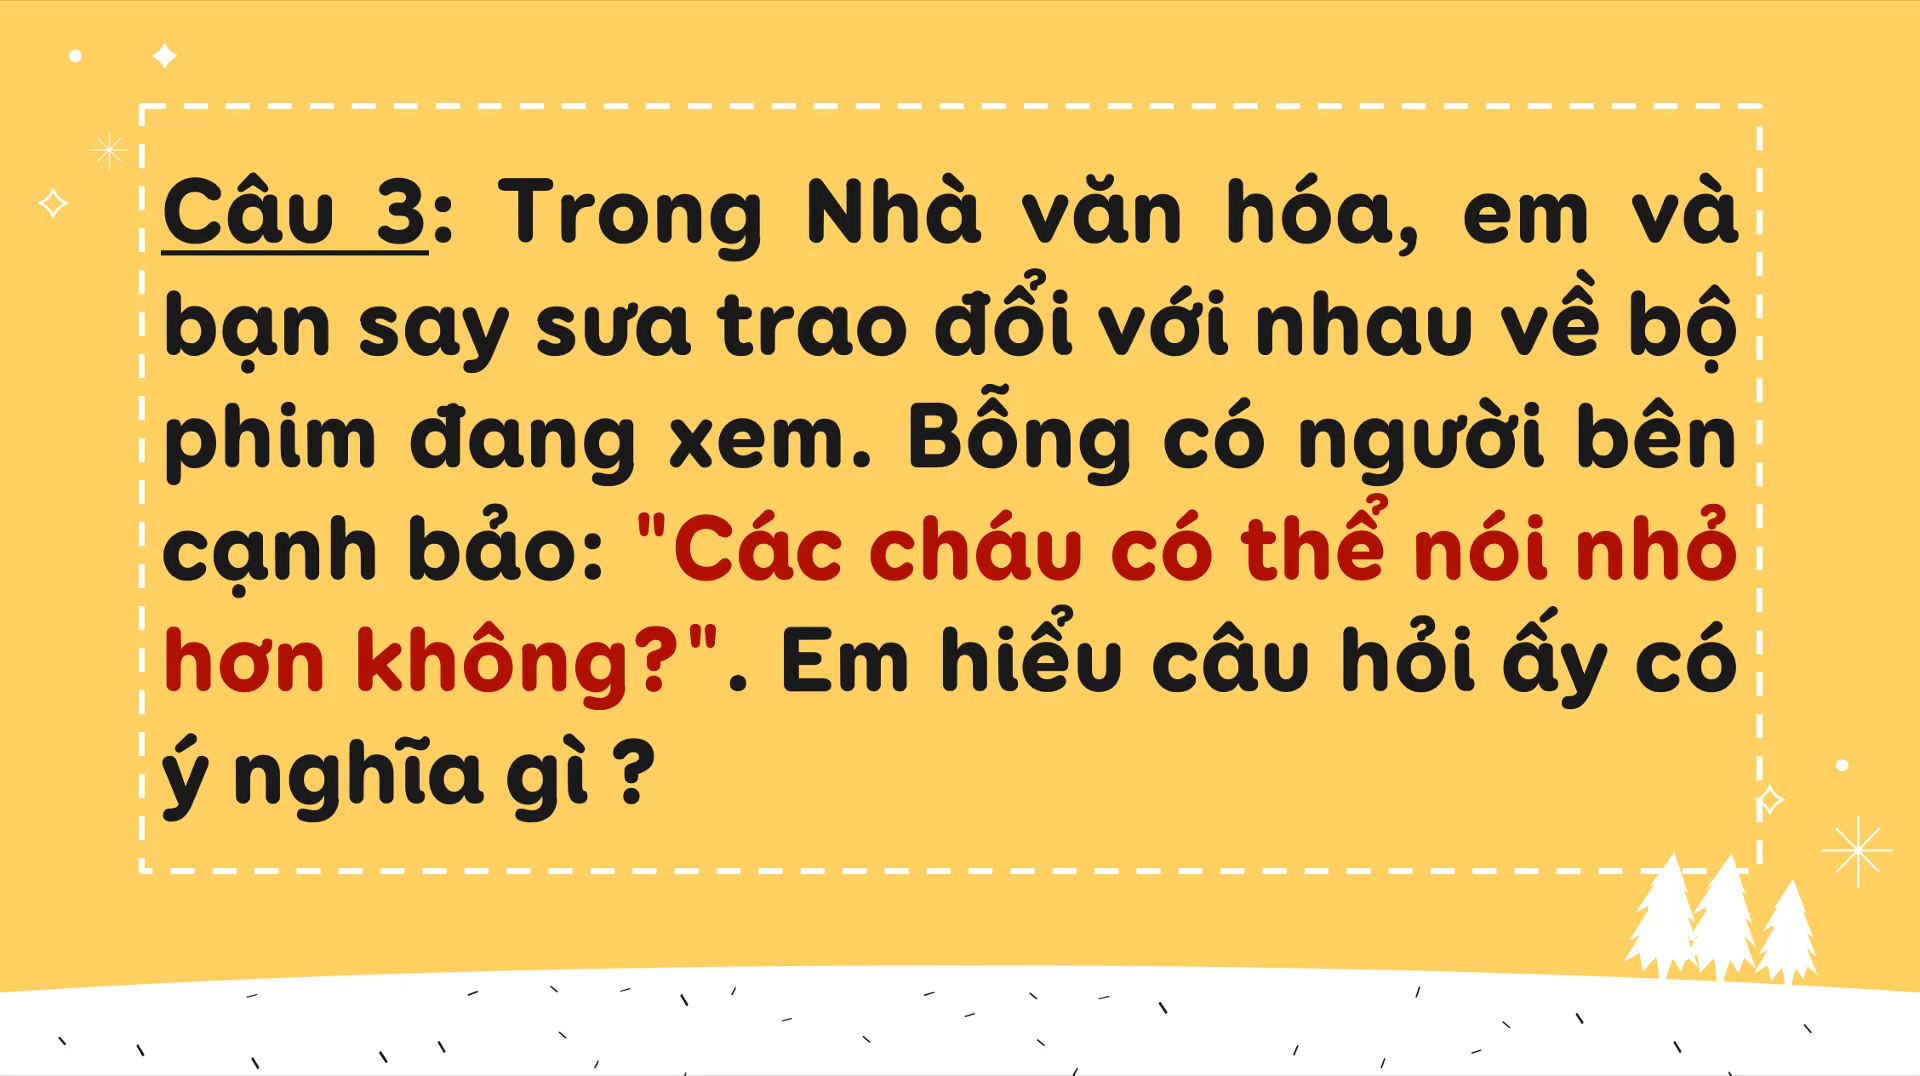 Câu 3: Trong Nhà văn hóa, em và
bạn say sưa trao đổi với nhau về bộ
phim đang xem. Bỗng có người bên
cạnh bảo: "Các cháu có thể nói nhỏ
hơn không?". Em hiểu câu hỏi ấy có
ý nghĩa gì ?